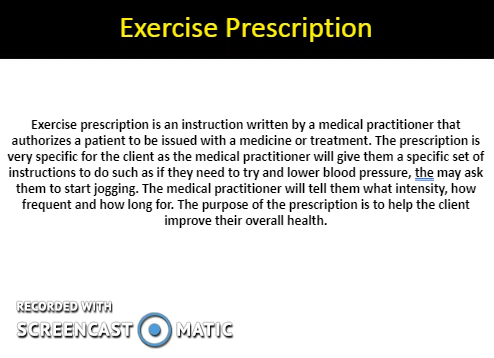 Exercise Prescription
Exercise prescription is an instruction written by a medical practitioner that
authorizes a patient to be issued with a medicine or treatment. The prescription is
very specific for the client as the medical practitioner will give them a specific set of
instructions to do such as if they need to try and lower blood pressure, the may ask
them to start jogging. The medical practitioner will tell them what intensity, how
frequent and how long for. The purpose of the prescription is to help the client
improve their overall health.
RECORDED WITH
SCREENCAST MATIC